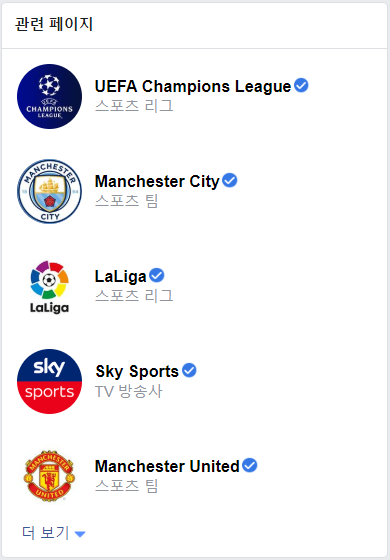 관련 페이지
CHAMPIONS
LEAGUE
UEFA Champions League
스포츠 리그
MANCHESTER
18 94
CITY
Manchester City
스포츠 팀
LaLiga
LaLiga
스포츠 리그
sky
sports
Sky Sports
TV 방송사
MANCHESTER
UNITED
Manchester United
스포츠 팀
더 보기